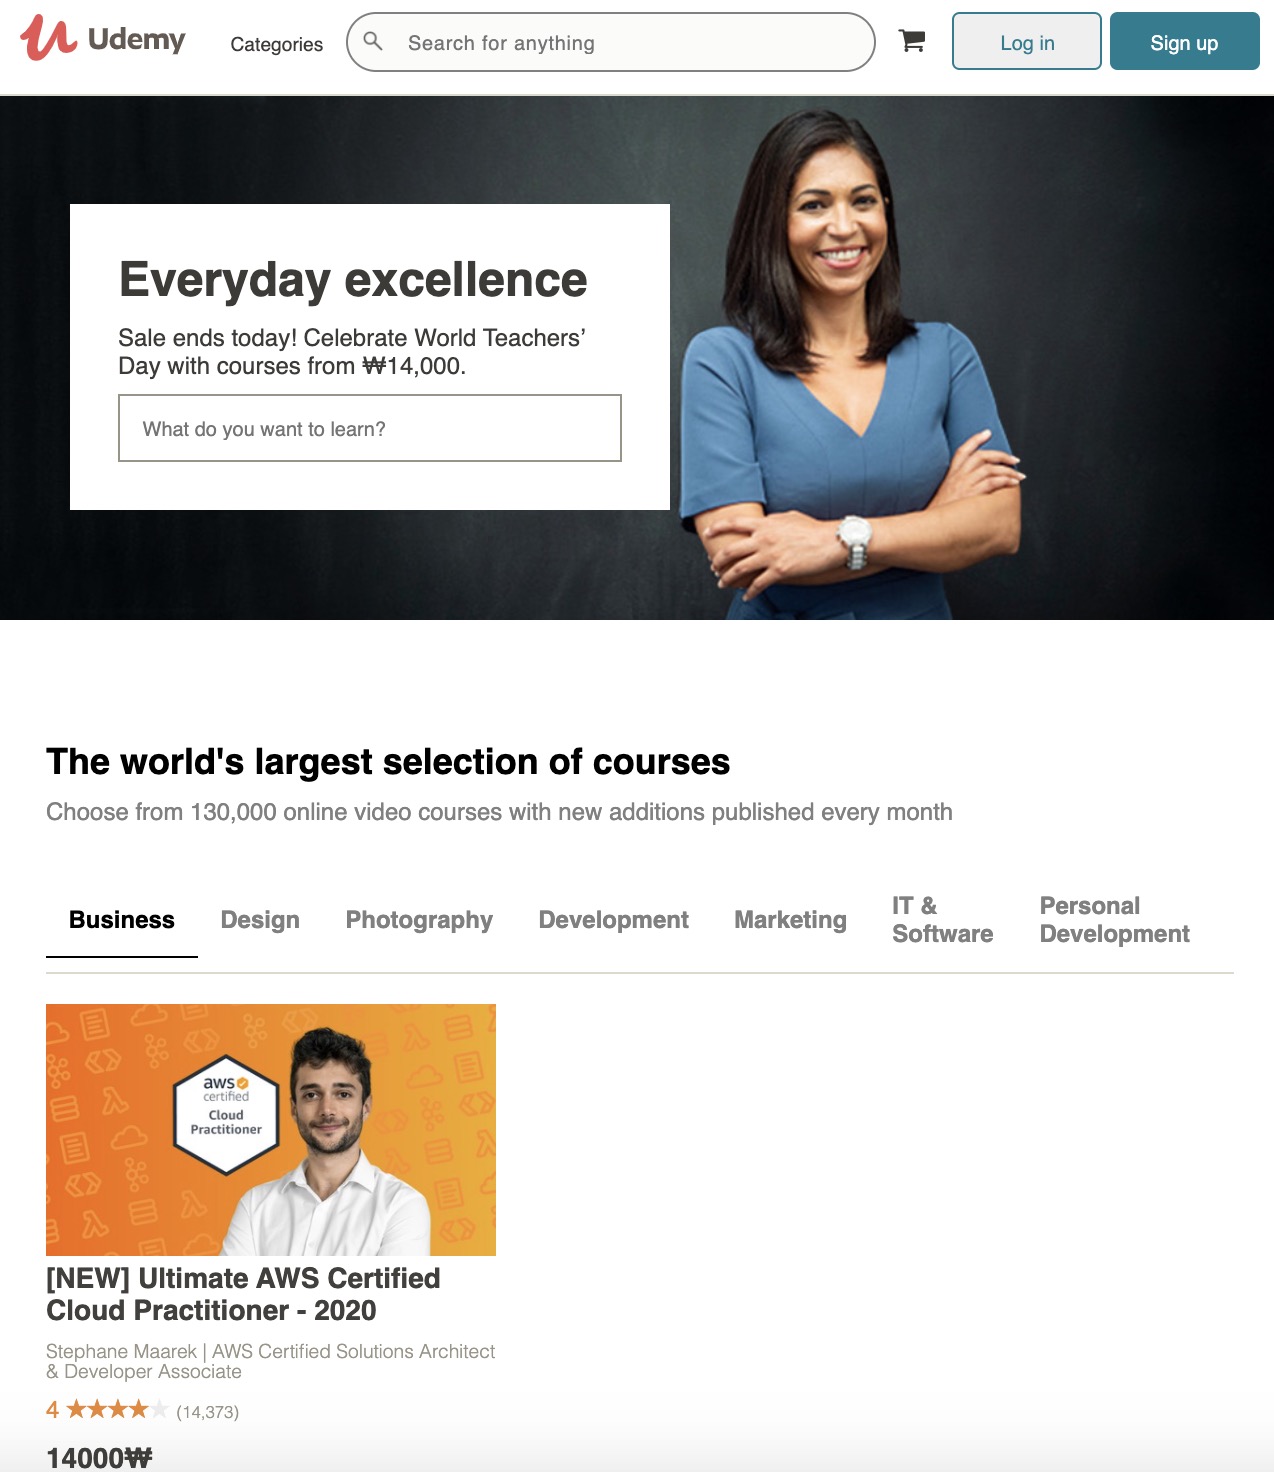 Udemy
Categories
Search for anything
Log in
Sign up
Everyday excellence
Sale ends today! Celebrate World Teachers’
Day with courses from ₩14,000.
What do you want to learn?
The world's largest selection of courses
Choose from 130,000 online video courses with new additions published every month
Business
Design
Photography
Development
Marketing
IT &
Software
Personal
Development
aws
certified
Cloud
Practitioner
[NEW] Ultimate AWS Certified
Cloud Practitioner - 2020
Stephane Maarek | AWS Certified Solutions Architect
& Developer Associate
4 ★★★★★ (14,373)
14000₩